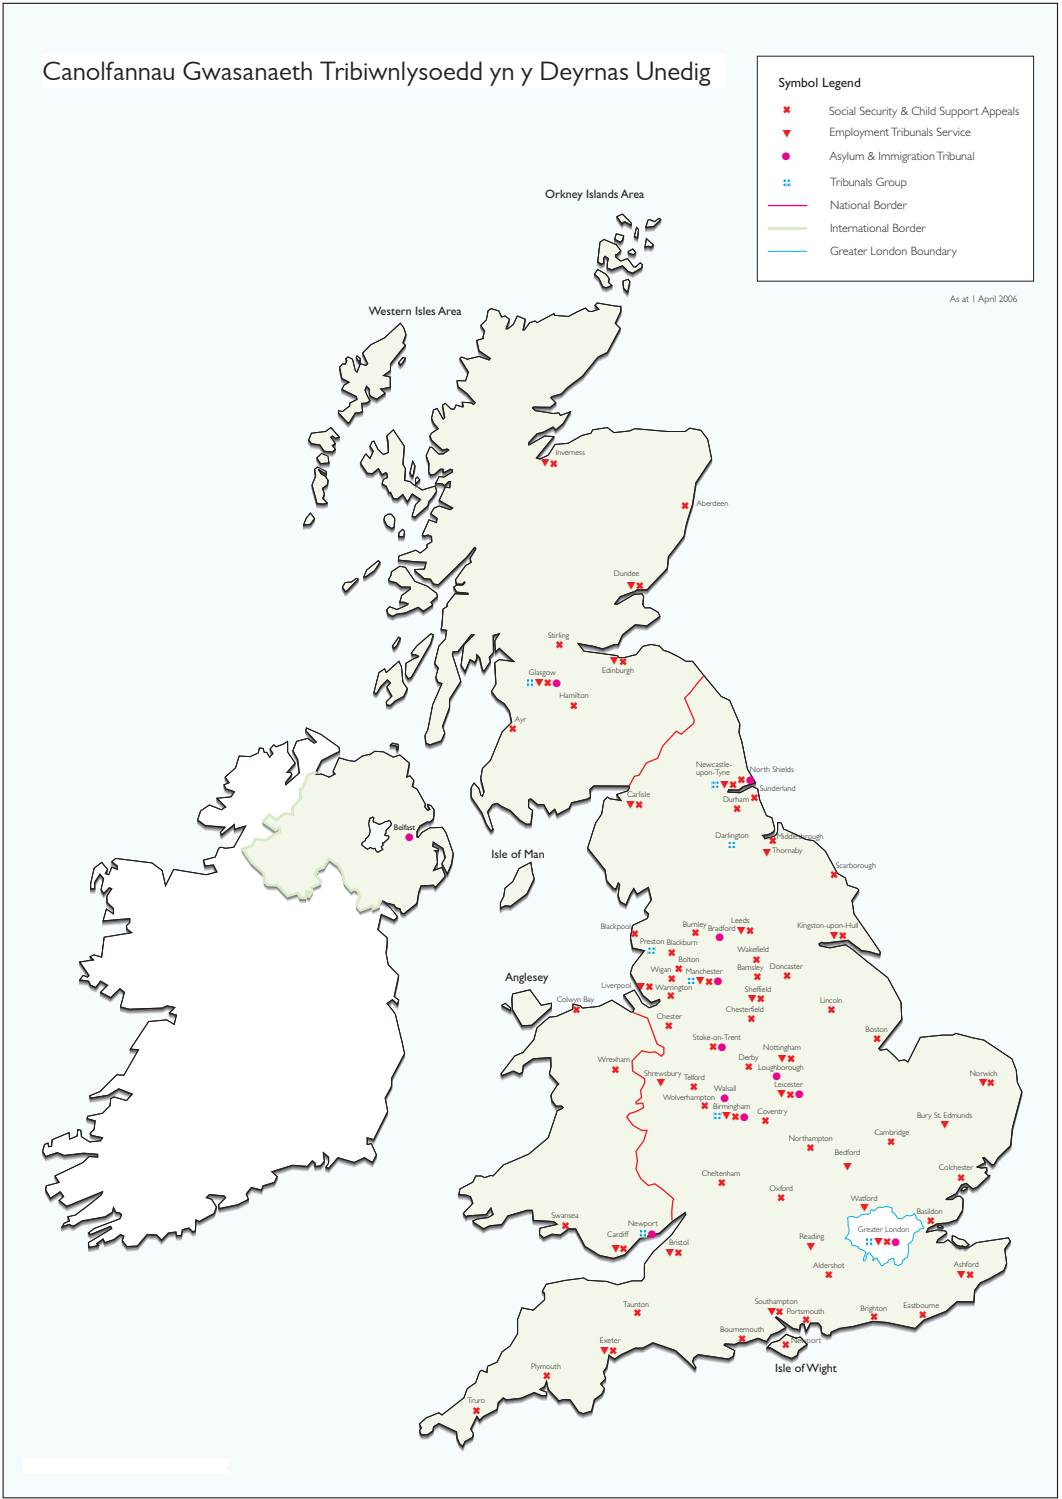 Canolfannau Gwasanaeth Tribiwnlysoedd yn y Deyrnas Unedig
Symbol Legend
Social Security & Child Support Appeals
Employment Tribunals Service
Asylum & Immigration Tribunal
Tribunals Group
National Border
International Border
Greater London Boundary
As at 1 April 2006
Orkney Islands Area
Western Isles Area
Inverness
Aberdeen
Dundee
Stirling
Edinburgh
Glasgow
Hamilton
Ayr
Newcastle-
upon-Tyne
North Shields
Sunderland
Carlisle
Durham
Belfast
Darlington
Middlesbrough
Thornaby
Isle of Man
Scarborough
Blackpool
Burnley
Bradford
Leeds
Kingston-upon-Hull
Preston
Blackburn
Wakefield
Bolton
Wigan
Manchester
Barnsley
Doncaster
Anglesey
Liverpool
Warrington
Sheffield
Colwyn Bay
Chesterfield
Lincoln
Chester
Boston
Stoke-on-Trent
Nottingham
Wrexham
Derby
Loughborough
Shrewsbury
Telford
Leicester
Norwich
Walsall
Wolverhampton
Birmingham
Coventry
Bury St. Edmunds
Northampton
Cambridge
Bedford
Cheltenham
Colchester
Oxford
Watford
Basildon
Swansea
Newport
Cardiff
Greater London
Bristol
Reading
Aldershot
Ashford
Taunton
Southampton
Portsmouth
Brighton
Eastbourne
Bournemouth
Newport
Exeter
Isle of Wight
Plymouth
Truro